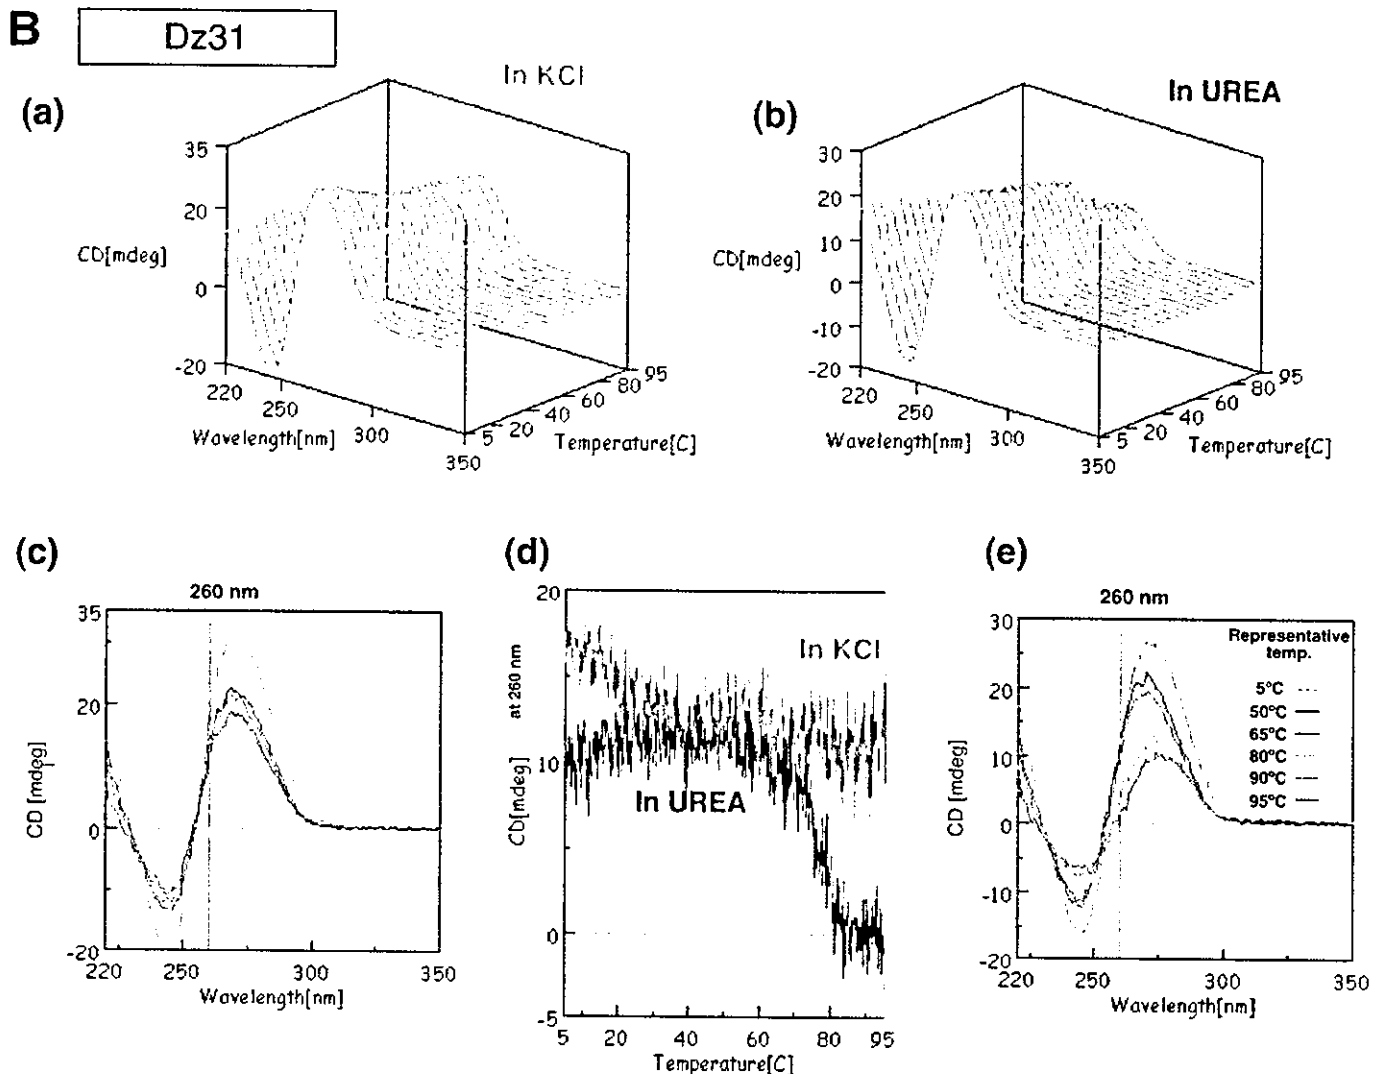 B
Dz31
In KCl
(a)
35
20
CD[mdeg]
0
-20
220
250
300
350
Wavelength[nm]
5
20
40
60
80
95
Temperature[C]
In UREA
(b)
30
20
10
CD[mdeg]
0
-10
-20
220
250
300
350
Wavelength[nm]
5
20
40
60
80
95
Temperature[C]
(c)
260 nm
35
20
0
-20
CD [mdeg]
220
250
300
350
Wavelength[nm]
(d)
20
10
0
-5
CD[mdeg]
at 260 nm
In KCl
In UREA
5
20
40
60
80
95
Temperature[C]
(e)
260 nm
30
20
10
0
-10
-20
CD [mdeg]
Representative
temp.
5°C
50°C
65°C
80°C
90°C
95°C
220
250
300
350
Wavelength[nm]